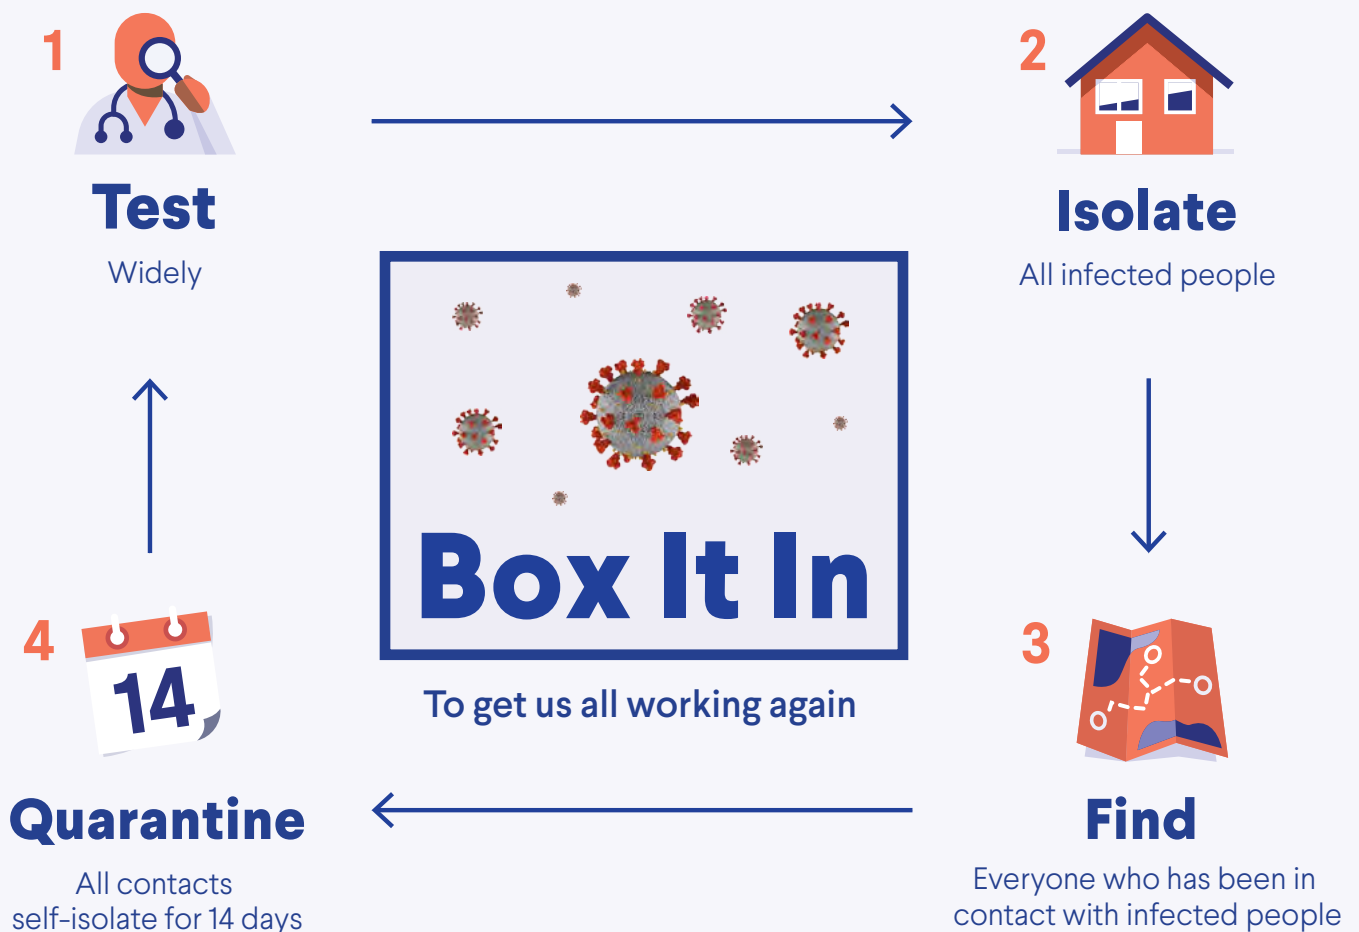 1
Test
Widely
2
Isolate
All infected people
Box It In
To get us all working again
3
Find
Everyone who has been in
contact with infected people
4
14
Quarantine
All contacts
self-isolate for 14 days